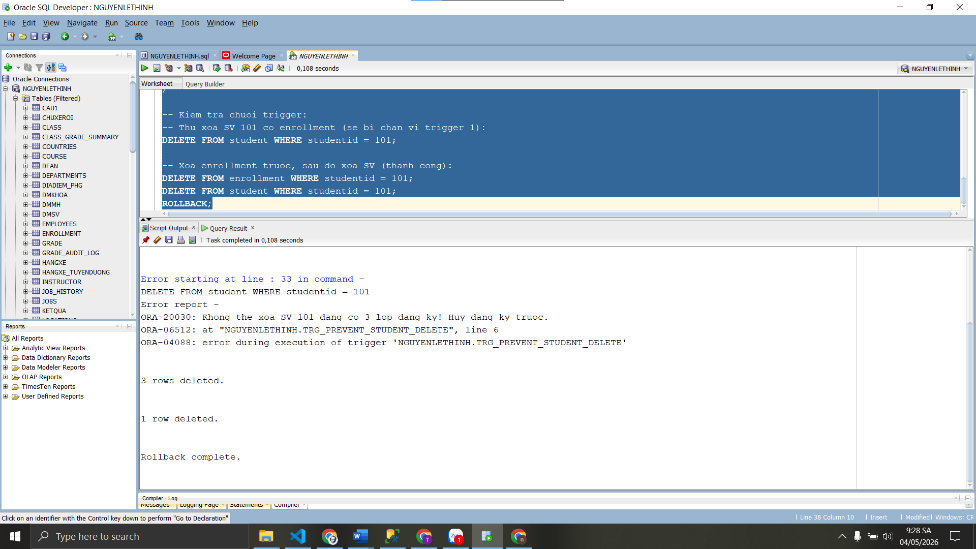 Oracle SQL Developer : NGUYENLETHINH
File Edit View Navigate Run Source Team Tools Window Help
Connections
NGUYENLETHINH.sql Welcome Page NGUYENLETHINH
0,108 seconds
NGUYENLETHINH
Worksheet Query Builder
Oracle Connections
NGUYENLETHINH
Tables (Filtered)
CAU1
CHUXEROI
CLASS
CLASS_GRADE_SUMMARY
COUNTRIES
COURSE
DEAN
DEPARTMENTS
DIADIEM_PHG
DMKHOA
DMMH
DMSV
EMPLOYEES
ENROLLMENT
GRADE
GRADE_AUDIT_LOG
HANGXE
HANGXE_TUYENDUONG
INSTRUCTOR
JOB_HISTORY
JOBS
KETQUA
-- Kiem tra chuoi trigger:
-- Thu xoa SV 101 co enrollment (se bi chan vi trigger 1):
DELETE FROM student WHERE studentid = 101;
-- Xoa enrollment truoc, sau do xoa SV (thanh cong):
DELETE FROM enrollment WHERE studentid = 101;
DELETE FROM student WHERE studentid = 101;
ROLLBACK;
Script Output Query Result
Task completed in 0,108 seconds
Error starting at line : 33 in command -
DELETE FROM student WHERE studentid = 101
Error report -
ORA-20030: Khong the xoa SV 101 dang co 3 lop dang ky! Huy dang ky truoc.
ORA-06512: at "NGUYENLETHINH.TRG_PREVENT_STUDENT_DELETE", line 6
ORA-04088: error during execution of trigger 'NGUYENLETHINH.TRG_PREVENT_STUDENT_DELETE'
3 rows deleted.
1 row deleted.
Rollback complete.
Reports
All Reports
Analytic View Reports
Data Dictionary Reports
Data Modeler Reports
OLAP Reports
TimesTen Reports
User Defined Reports
Compiler - Log
Messages Logging Page Statements Compiler
Click on an identifier with the Control key down to perform "Go to Declaration"
Line 38 Column 10 Insert Modified Windows: CF
Type here to search
9:28 SA
04/05/2026